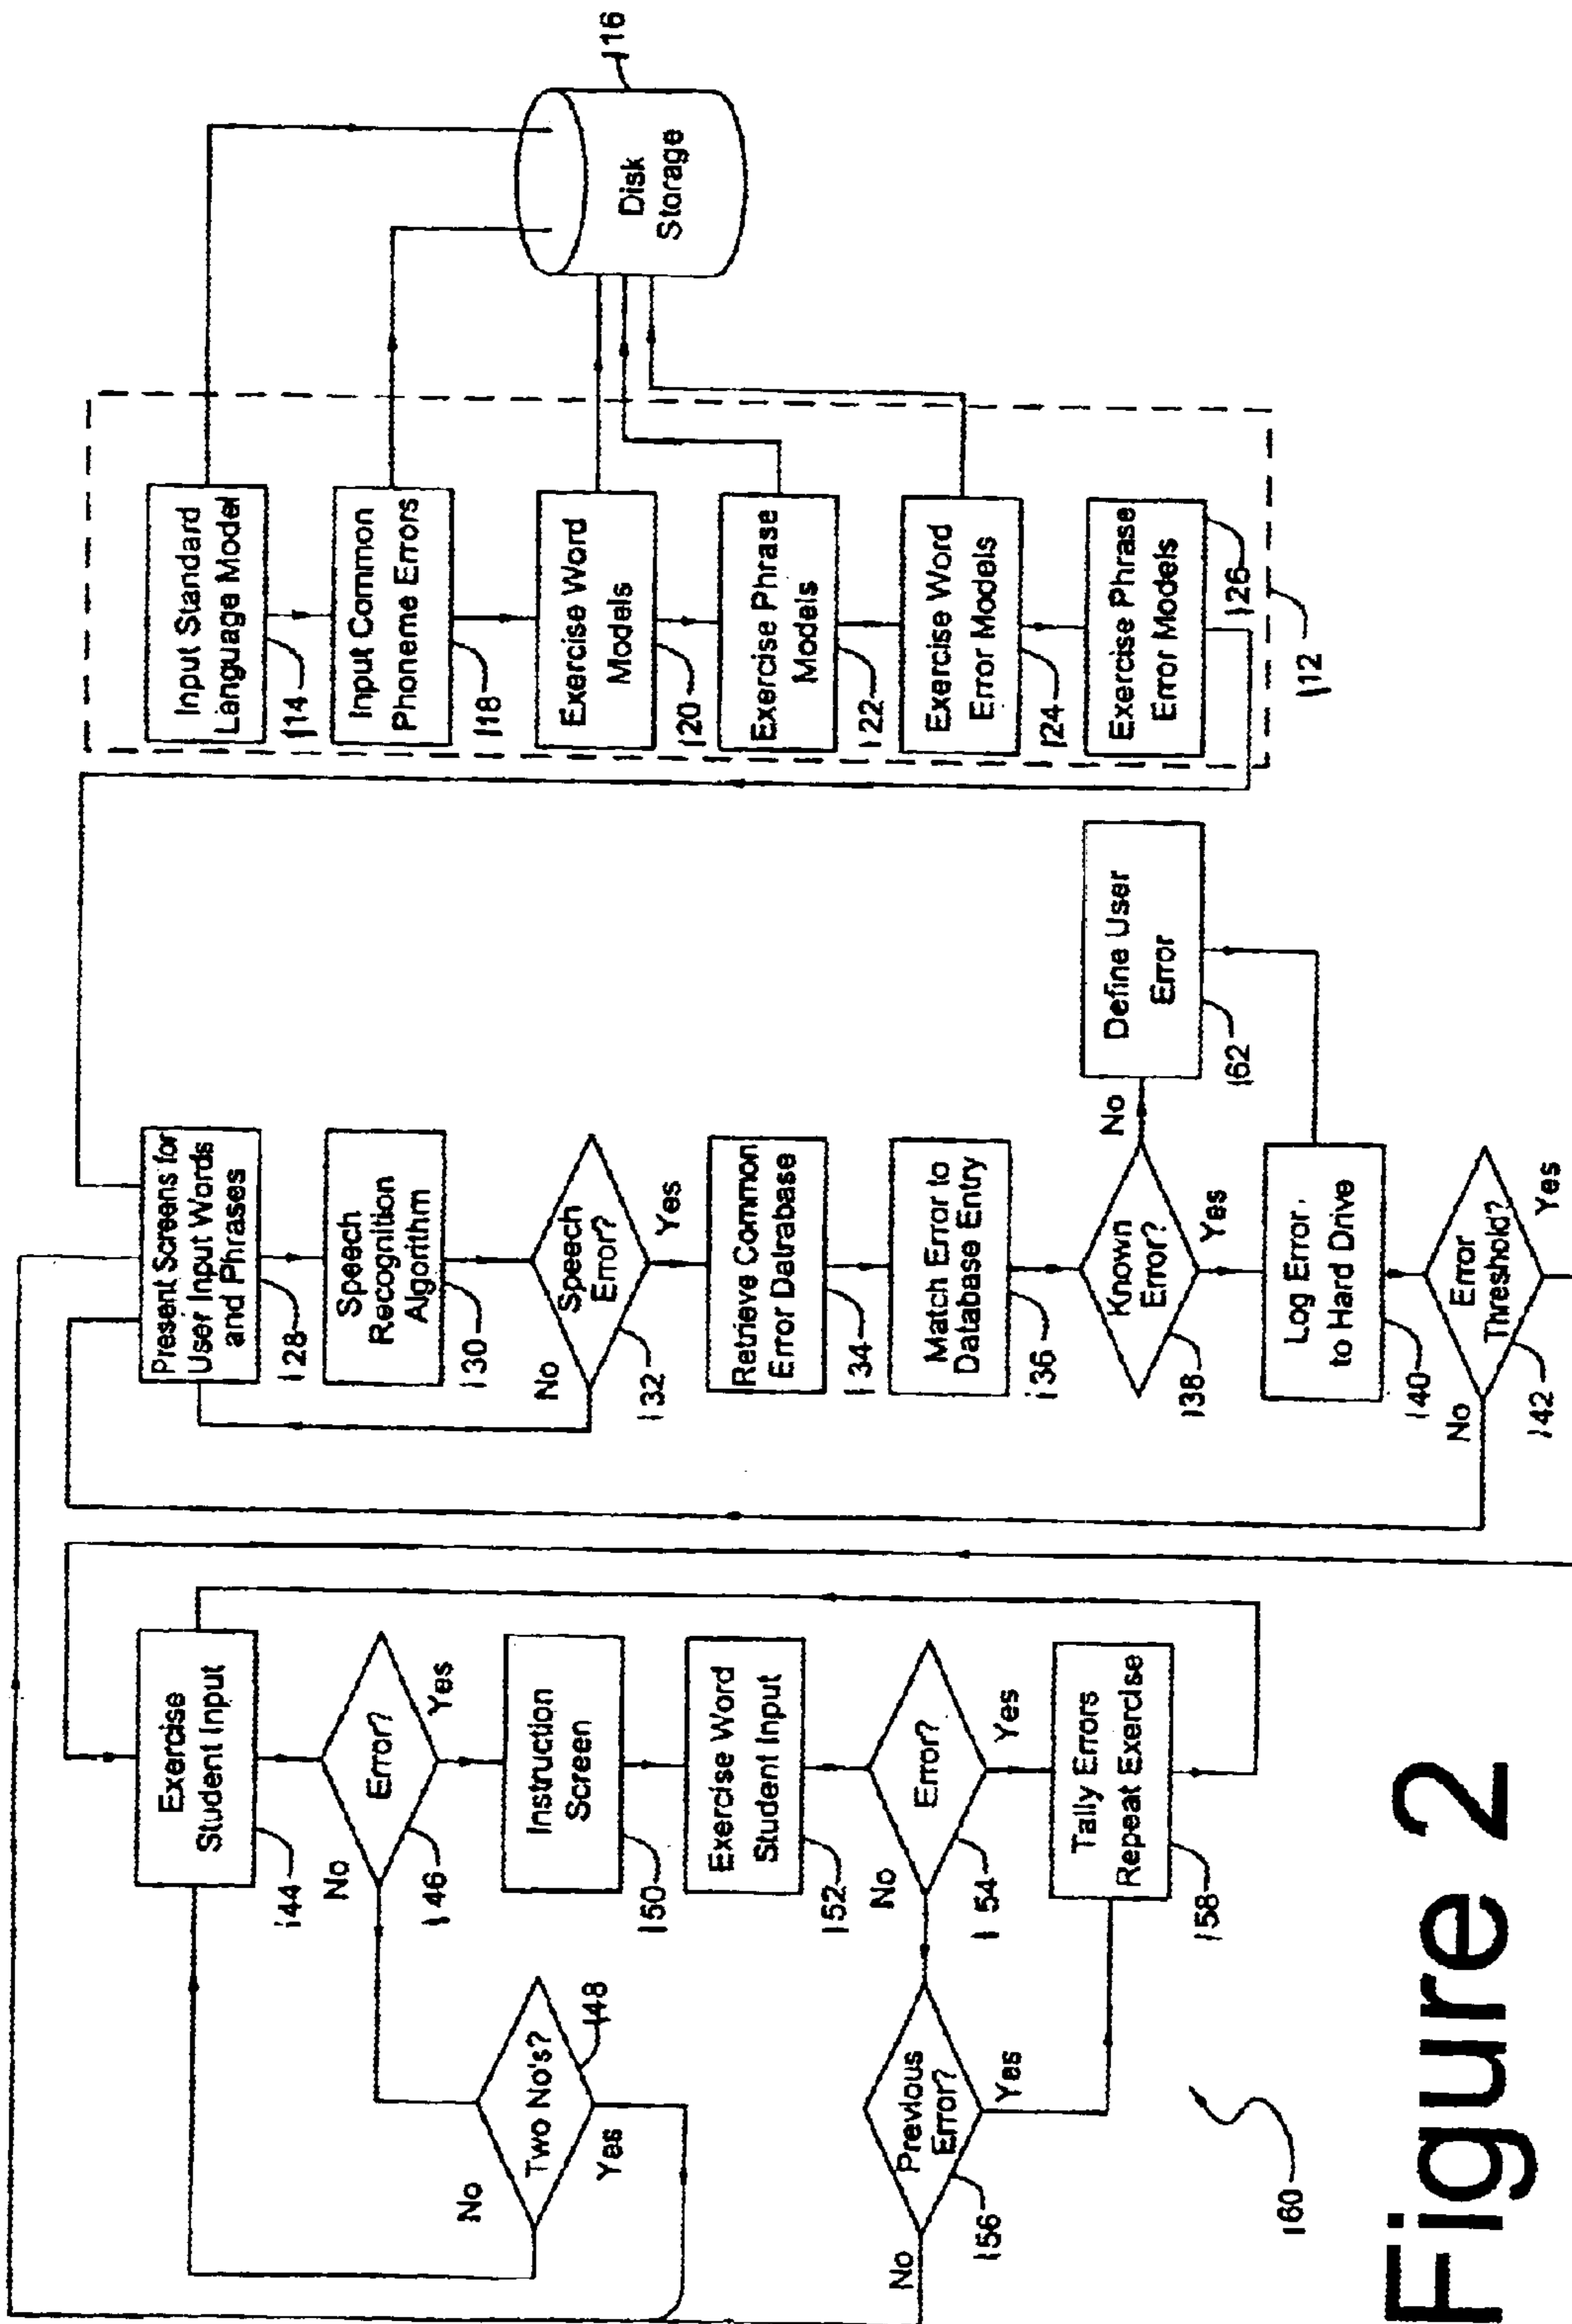 Input Standard
Language Model
114
Input Common
Phoneme Errors
118
Exercise Word
Models
120
Exercise Phrase
Models
122
Exercise Word
Error Models
124
Exercise Phrase
Error Models
126
112
Disk
Storage
116
Present Screens for
User Input Words
and Phrases
128
Speech
Recognition
Algorithm
130
Speech
Error?
No
Yes
132
Retrieve Common
Error Datrabase
134
Match Error to
Database Entry
136
Known
Error?
No
Yes
138
Define User
Error
162
Log Error
to Hard Drive
140
Error
Threshold?
No
Yes
142
Exercise
Student Input
144
Error?
No
Yes
146
Two No's?
No
Yes
148
Instruction
Screen
150
Exercise Word
Student Input
152
Error?
No
Yes
154
Previous
Error?
No
Yes
156
Tally Errors
Repeat Exercise
158
160
Figure 2